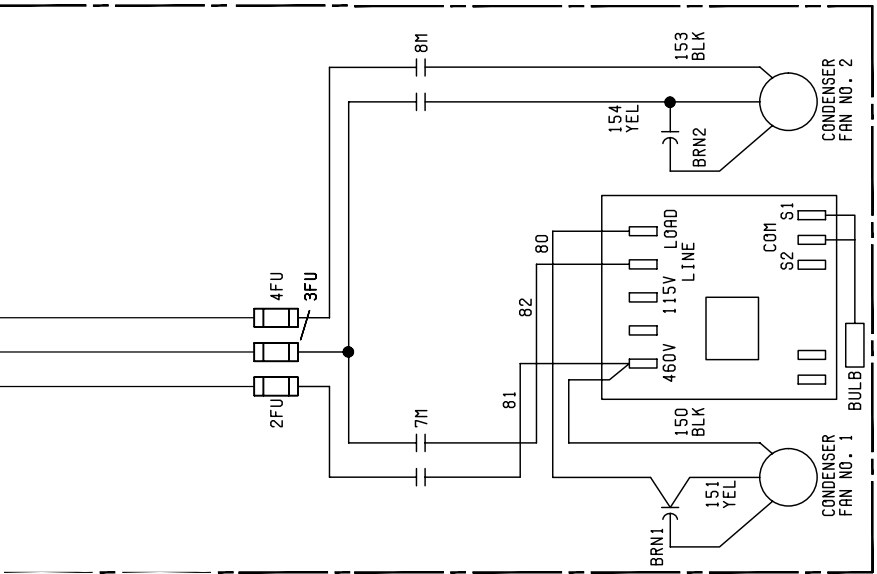 8M
153
BLK
CONDENSER
FAN NO. 2
154
YEL
BRN2
S1
COM
S2
LOAD
LINE
115V
460V
80
82
81
4FU
3FU
2FU
7M
150
BLK
BULB
151
YEL
BRN1
CONDENSER
FAN NO. 1